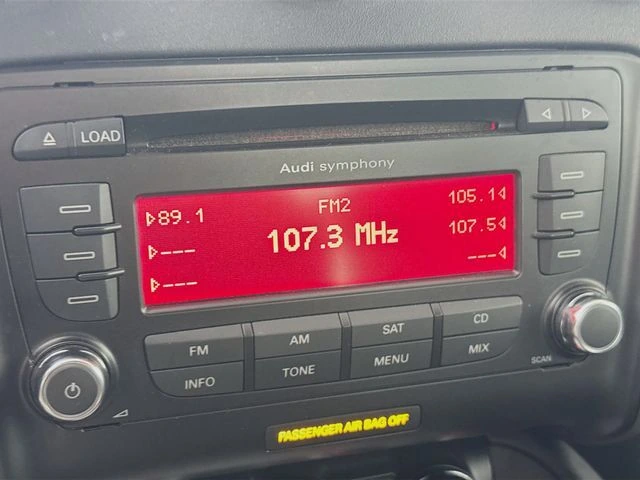 LOAD
Audi symphony
FM2
89.1
107.3 MHz
105.1
107.5
---
---
---
FM
AM
SAT
CD
INFO
TONE
MENU
MIX
SCAN
PASSENGER AIR BAG OFF